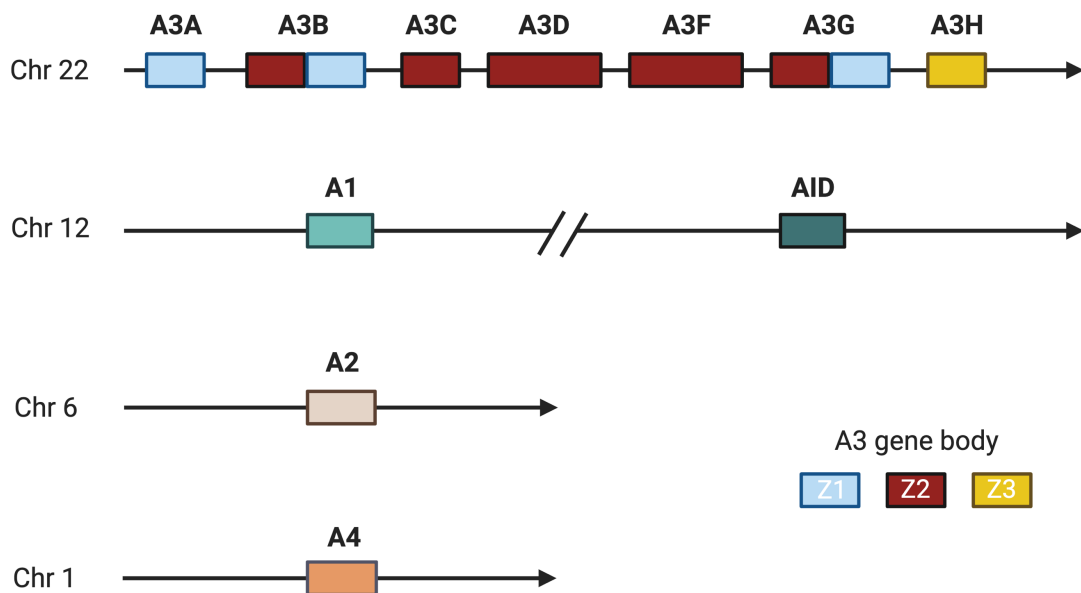 A3A A3B A3C A3D A3F A3G A3H
Chr 22
A1 AID
Chr 12
A2
Chr 6
A3 gene body
Z1 Z2 Z3
A4
Chr 1